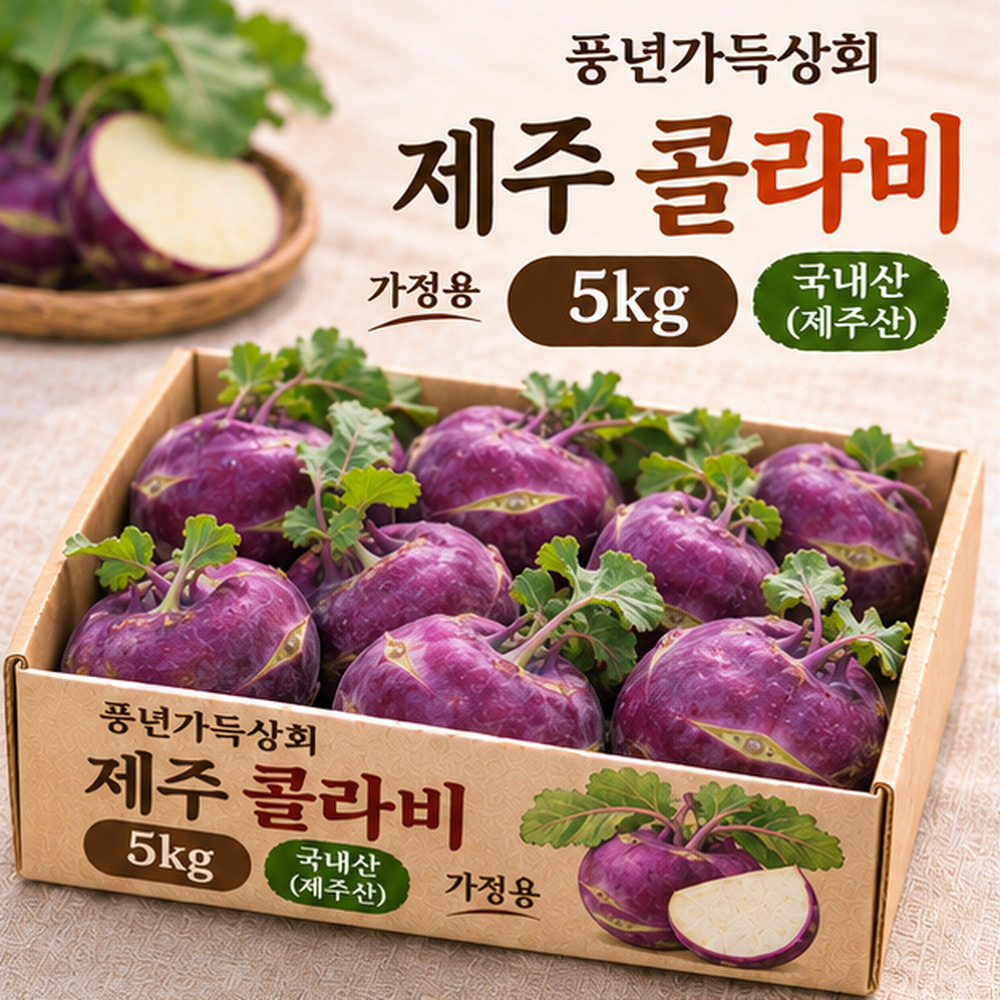 풍년가득상회
제주 콜라비
가정용 5kg 국내산
(제주산)
풍년가득상회
제주 콜라비
5kg 국내산
(제주산)
가정용